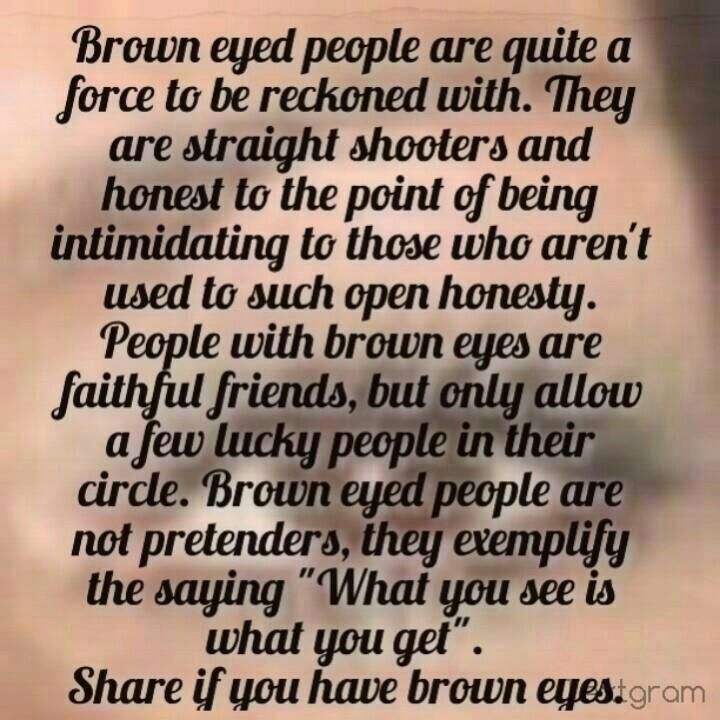 Brown eyed people are quite a
force to be reckoned with. They
are straight shooters and
honest to the point of being
intimidating to those who aren't
used to such open honesty.
People with brown eyes are
faithful friends, but only allow
a few lucky people in their
circle. Brown eyed people are
not pretenders, they exemplify
the saying "What you see is
what you get".
Share if you have brown eyes.